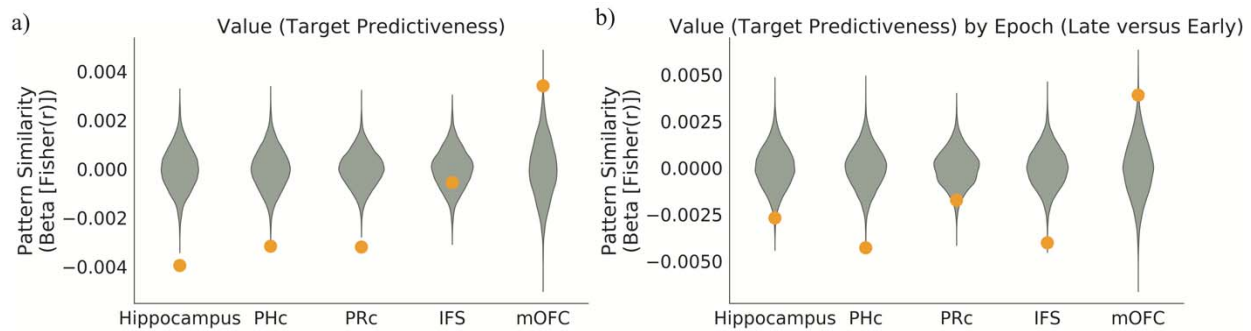 a)
Value (Target Predictiveness)
Pattern Similarity
(Beta [Fisher(r)])
0.004
0.002
0.000
−0.002
−0.004
Hippocampus PHc PRc IFS mOFC
b)
Value (Target Predictiveness) by Epoch (Late versus Early)
Pattern Similarity
(Beta [Fisher(r)])
0.0050
0.0025
0.0000
−0.0025
−0.0050
Hippocampus PHc PRc IFS mOFC